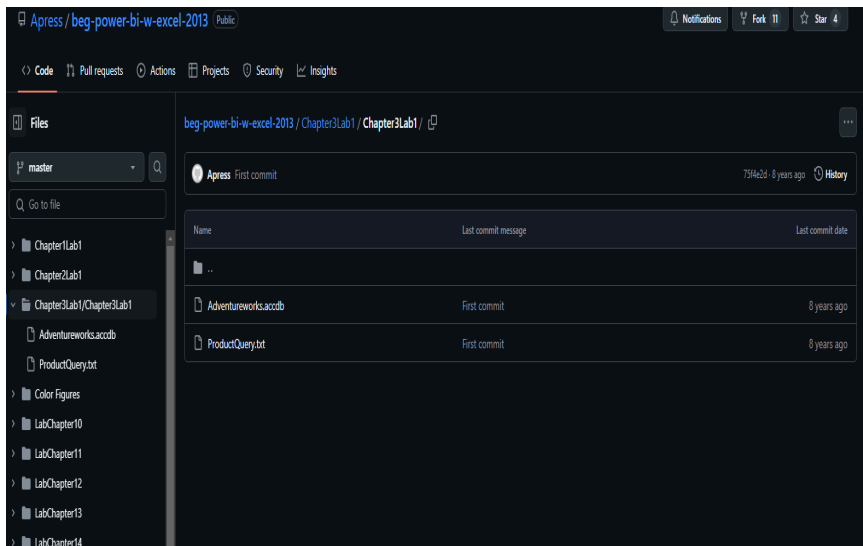 Apress / beg-power-bi-w-excel-2013 Public
Notifications Fork 11 Star 4
Code Pull requests Actions Projects Security Insights
Files
master
Go to file
Chapter1Lab1
Chapter2Lab1
Chapter3Lab1/Chapter3Lab1
Adventureworks.accdb
ProductQuery.txt
Color Figures
LabChapter10
LabChapter11
LabChapter12
LabChapter13
LabChapter14
beg-power-bi-w-excel-2013 / Chapter3Lab1 / Chapter3Lab1 /
Apress First commit 75f4e2d · 8 years ago History
Name Last commit message Last commit date
..
Adventureworks.accdb First commit 8 years ago
ProductQuery.txt First commit 8 years ago